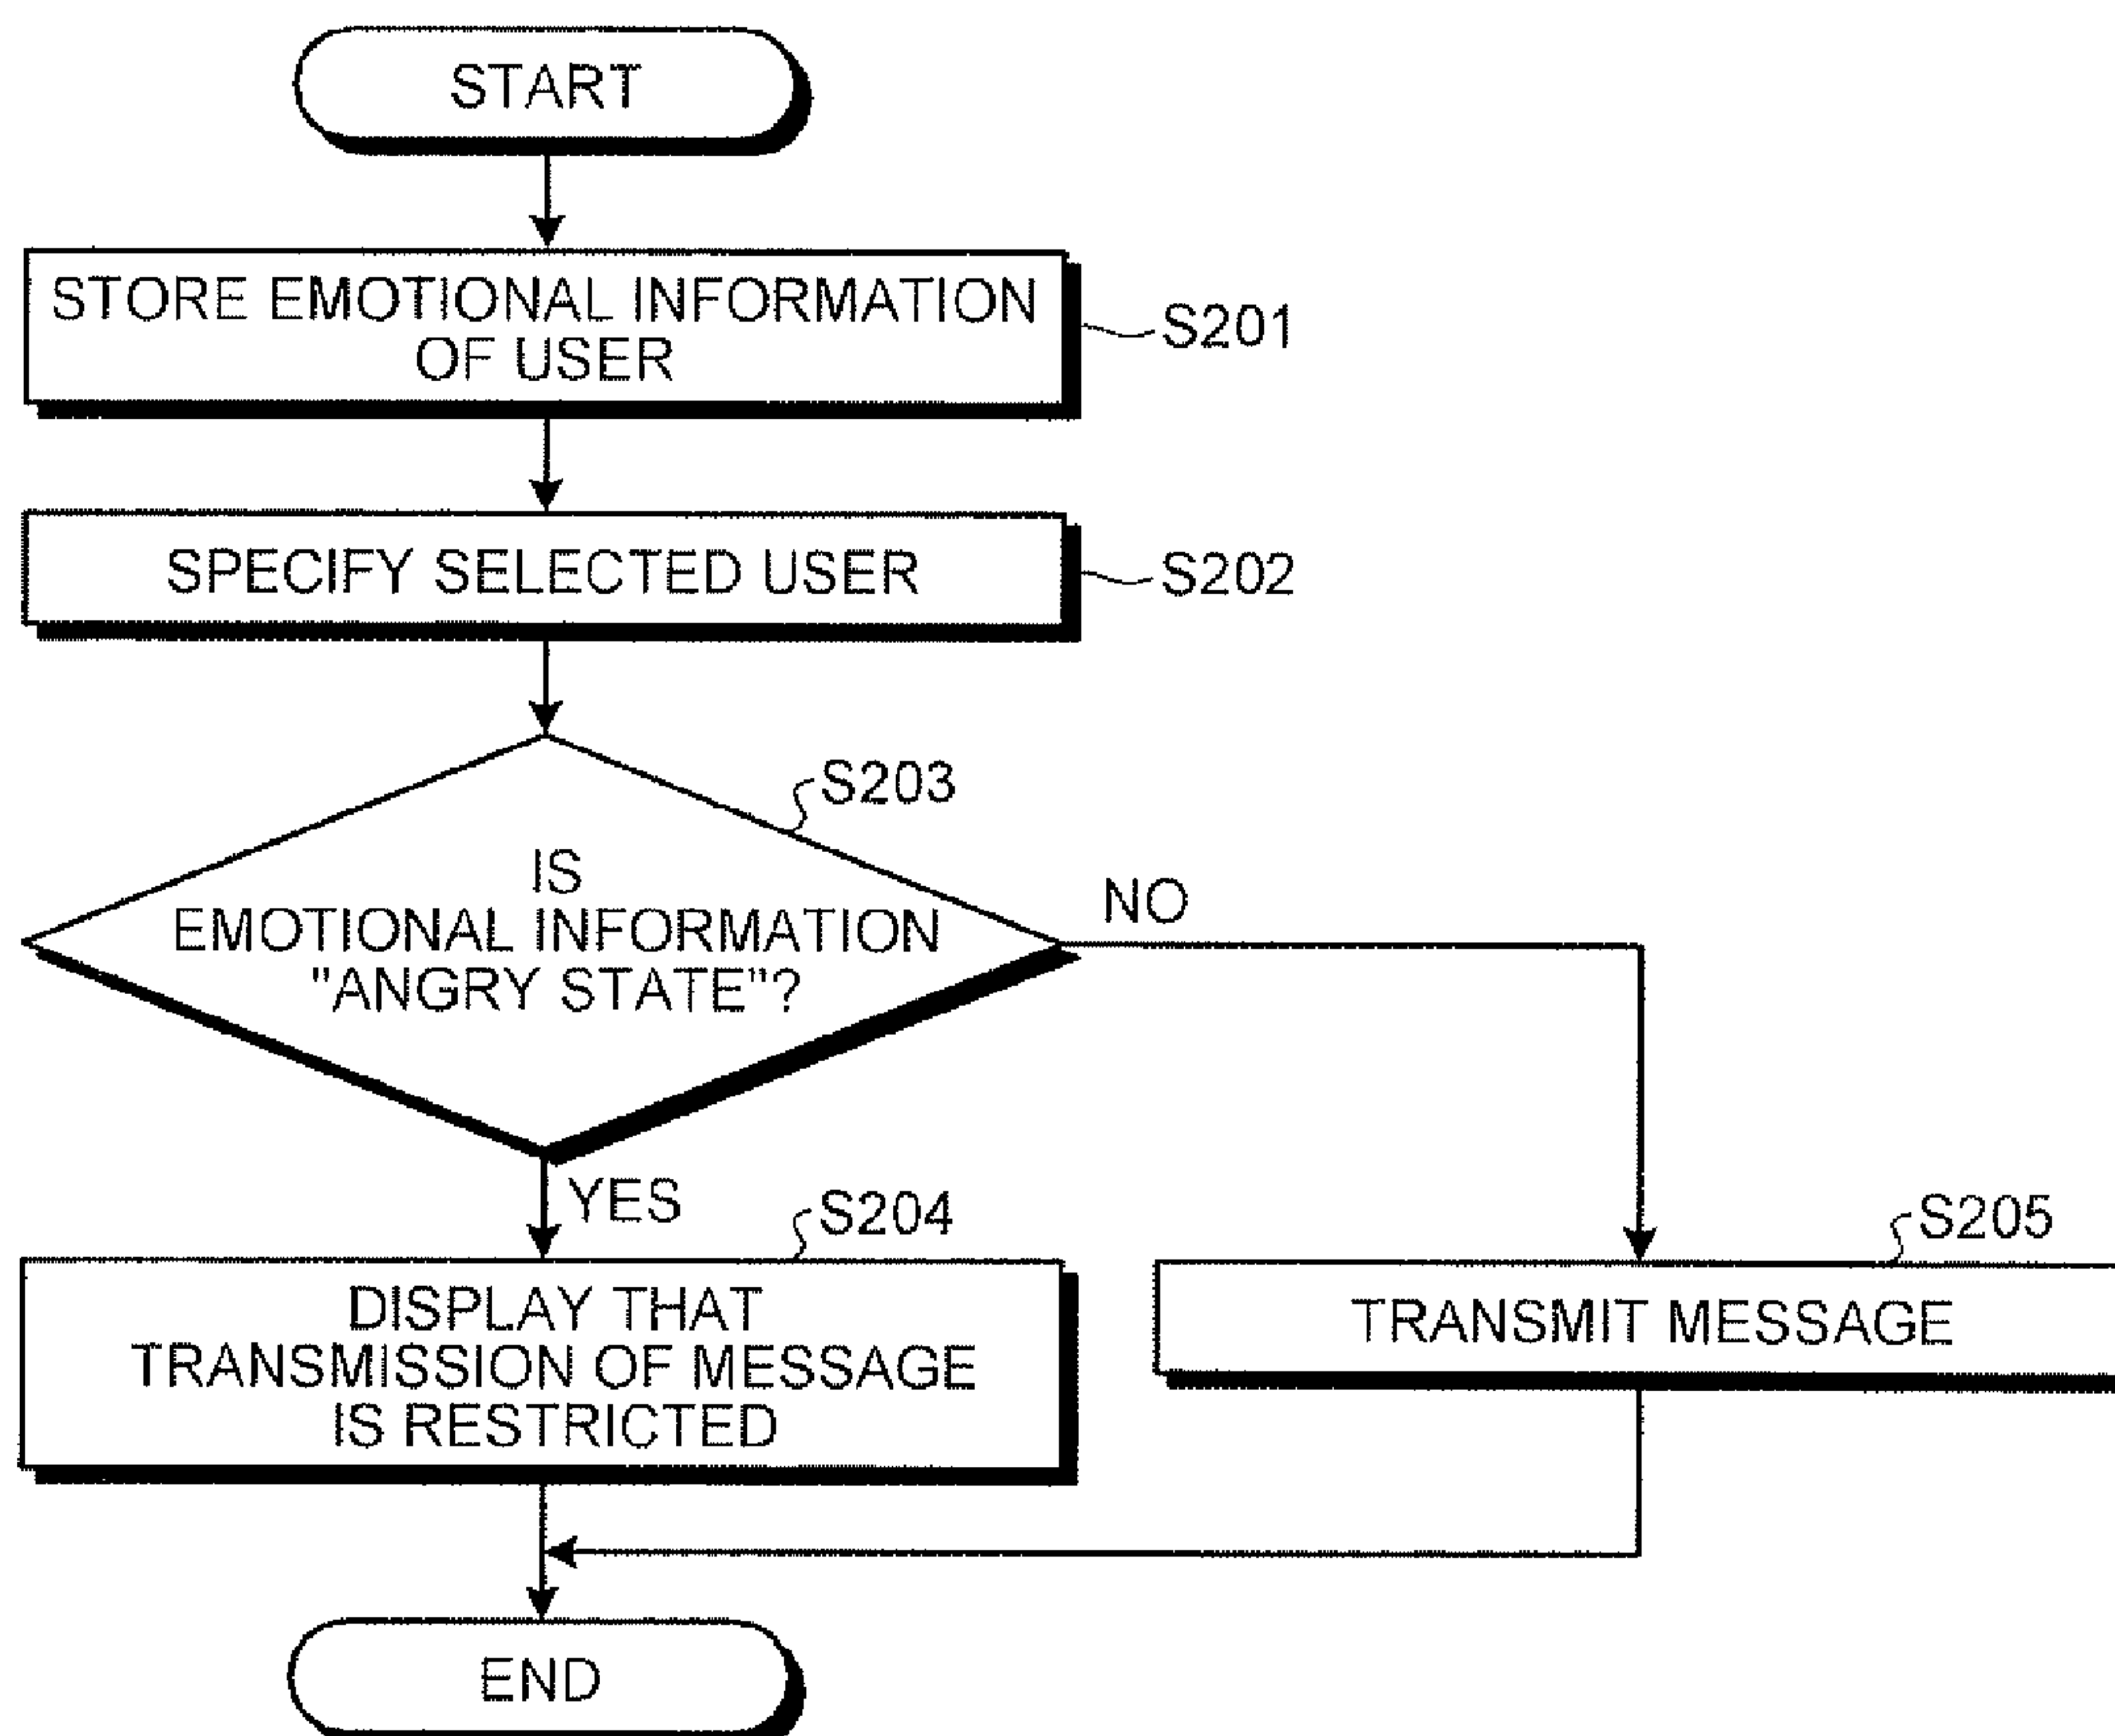 START
STORE EMOTIONAL INFORMATION
OF USER
S201
SPECIFY SELECTED USER
S202
S203
IS
EMOTIONAL INFORMATION
"ANGRY STATE"?
NO
YES
S204
DISPLAY THAT
TRANSMISSION OF MESSAGE
IS RESTRICTED
S205
TRANSMIT MESSAGE
END